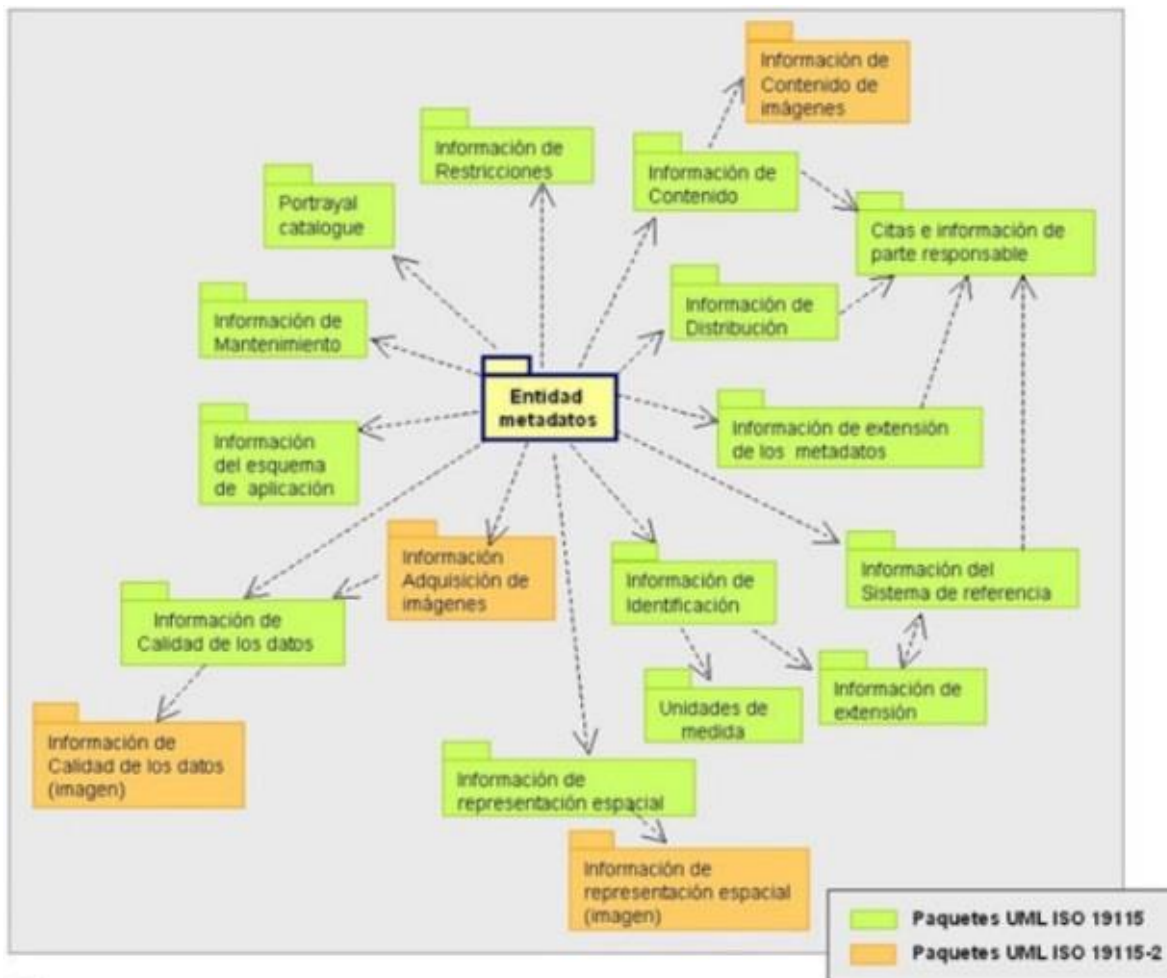 Información de
Contenido de
imágenes
Información de
Restricciones
Información de
Contenido
Portrayal
catalogue
Citas e información de
parte responsable
Información de
Mantenimiento
Información de
Distribución
Entidad
metadatos
Información
del esquema
de aplicación
Información de extensión
de los metadatos
Información
Adquisición de
imágenes
Información de
Identificación
Información del
Sistema de referencia
Información de
Calidad de los datos
Unidades de
medida
Información de
extensión
Información de
Calidad de los datos
(imagen)
Información de
representación espacial
Información de
representación espacial
(imagen)
Paquetes UML ISO 19115
Paquetes UML ISO 19115-2